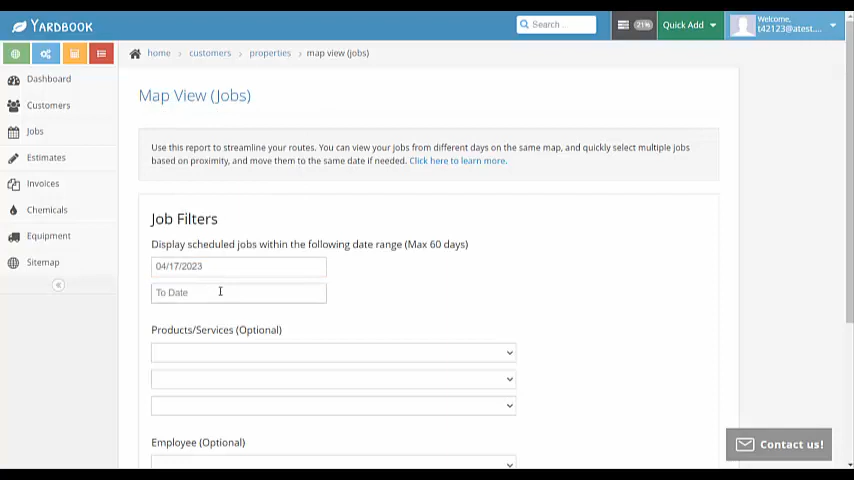 YARDBOOK
Search ...
21%
Quick Add
Welcome,
t42123@atest....
home > customers > properties > map view (jobs)
Dashboard
Customers
Jobs
Estimates
Invoices
Chemicals
Equipment
Sitemap
Map View (Jobs)
Use this report to streamline your routes. You can view your jobs from different days on the same map, and quickly select multiple jobs
based on proximity, and move them to the same date if needed. Click here to learn more.
Job Filters
Display scheduled jobs within the following date range (Max 60 days)
04/17/2023
To Date
Products/Services (Optional)
Employee (Optional)
Contact us!